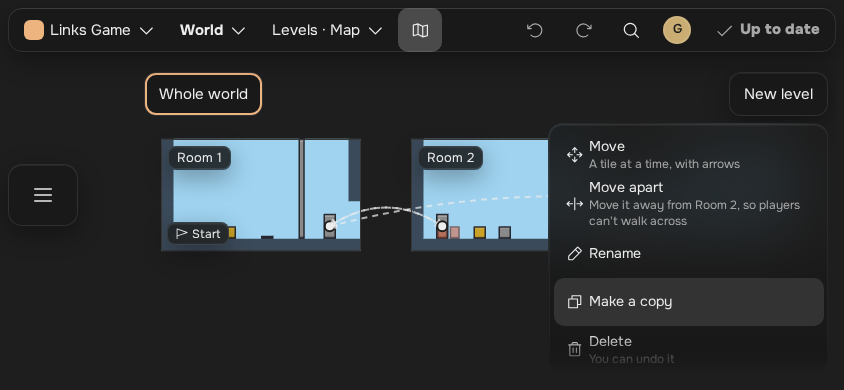 Links Game
World
Levels · Map
G
Up to date
Whole world
New level
Room 1
Room 2
Start
Move
A tile at a time, with arrows
Move apart
Move it away from Room 2, so players
can't walk across
Rename
Make a copy
Delete
You can undo it